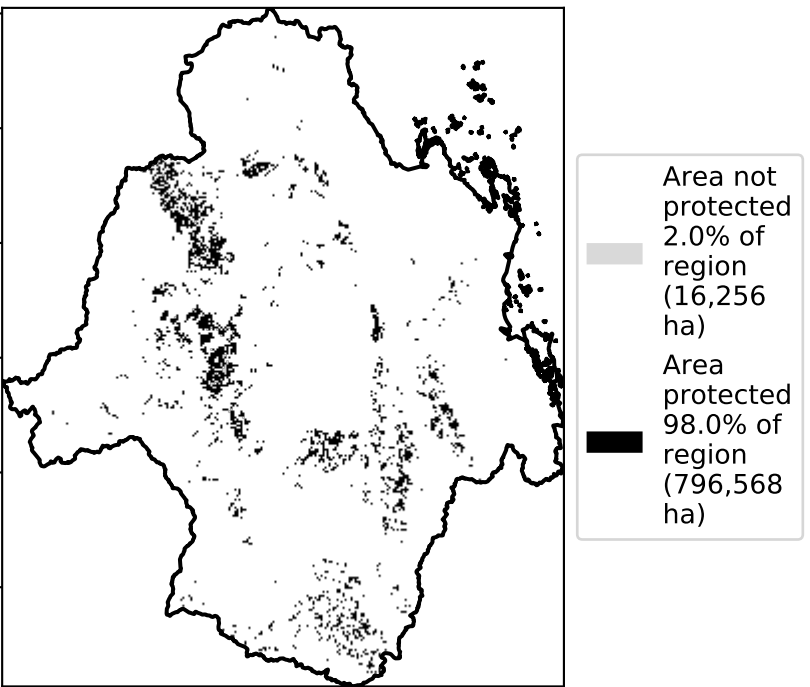 Area not
protected
2.0% of
region
(16,256
ha)
Area
protected
98.0% of
region
(796,568
ha)